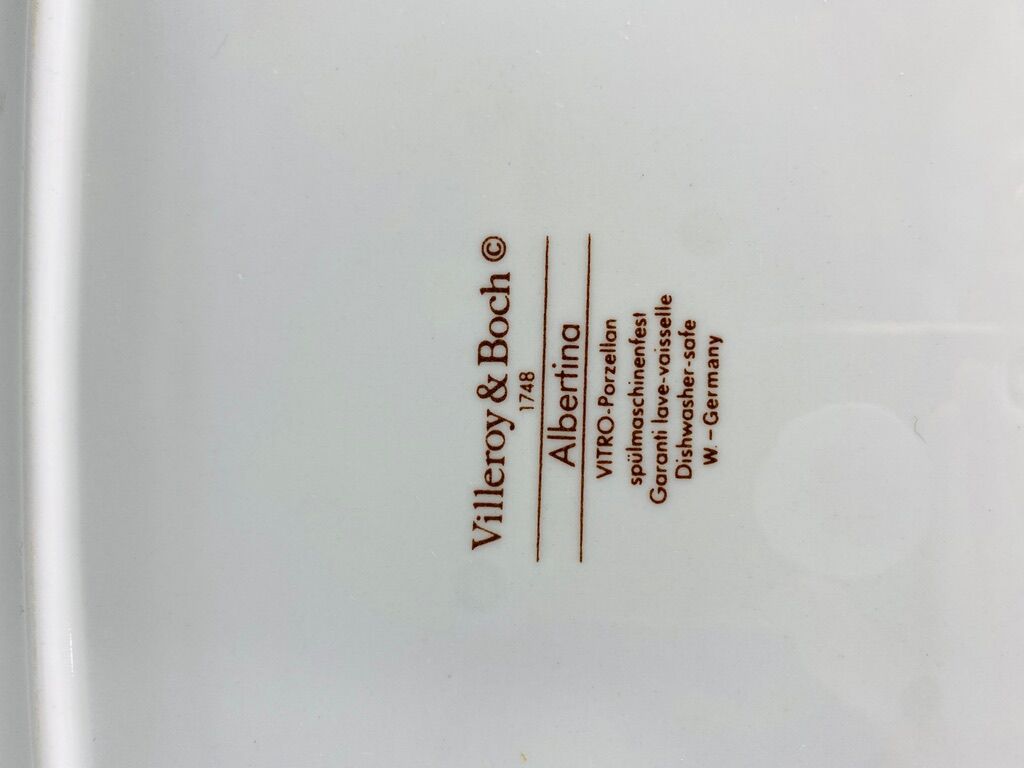 Villeroy & Boch ©
1748
Albertina
VITRO-Porzellan
spülmaschinenfest
Garanti lave-vaisselle
Dishwasher-safe
W.-Germany